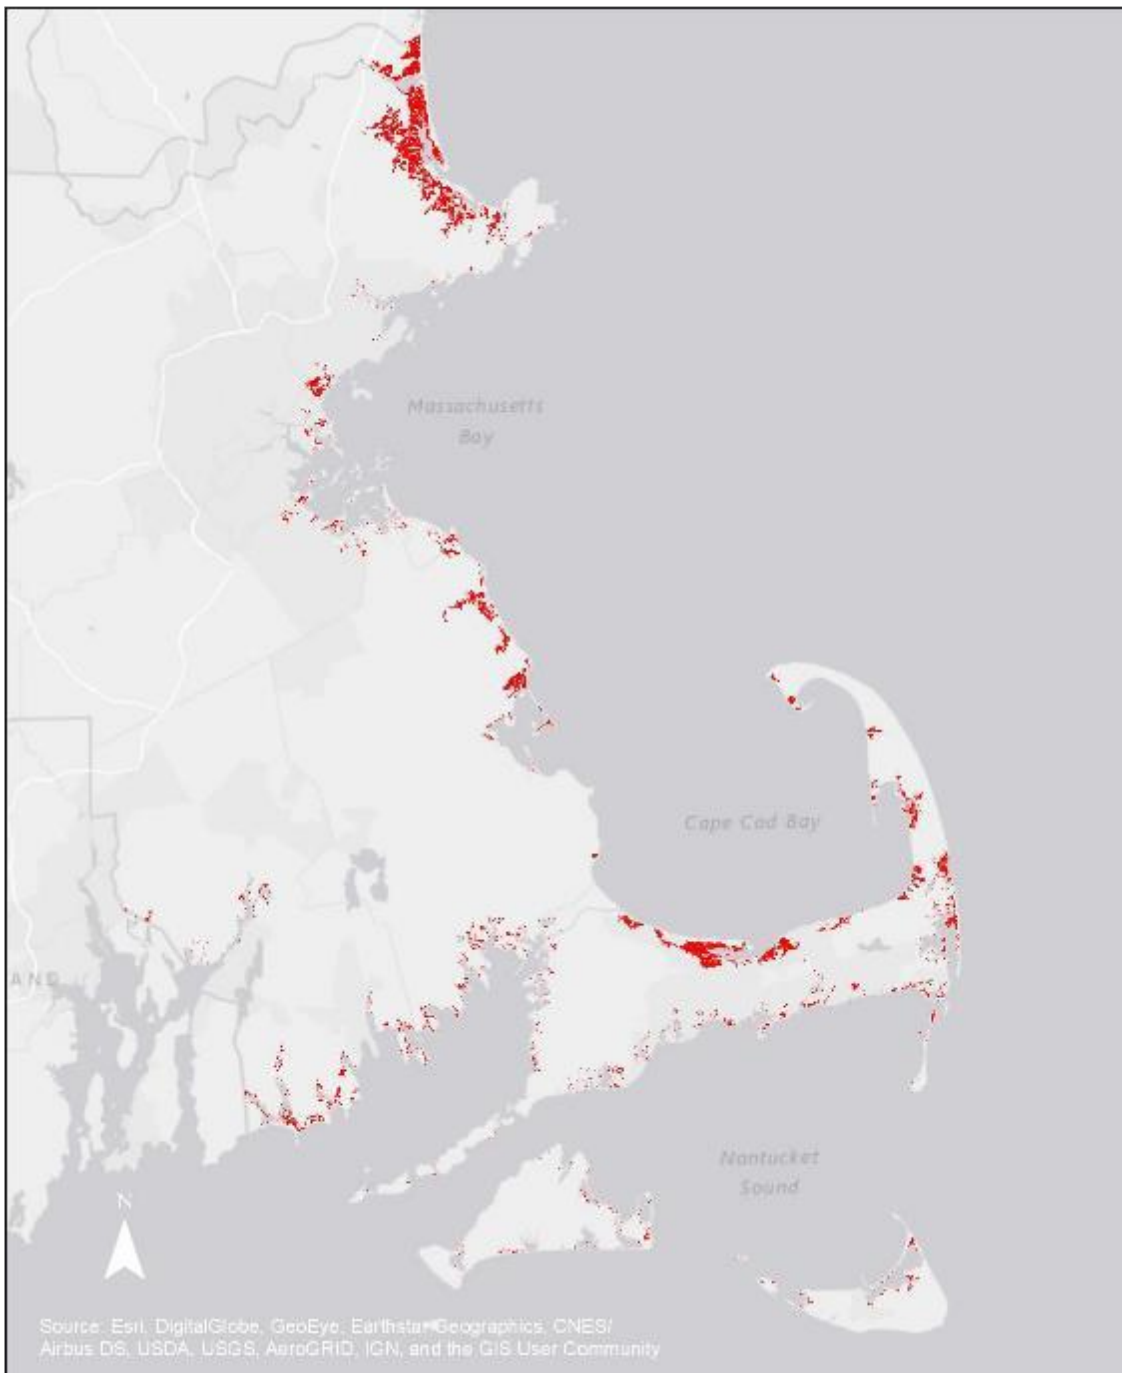 Massachusetts
Bay
Cape Cod Bay
AND
Nantucket
Sound
N
Source: Esri, DigitalGlobe, GeoEye, Earthstar Geographics, CNES/
Airbus DS, USDA, USGS, AeroGRID, IGN, and the GIS User Community